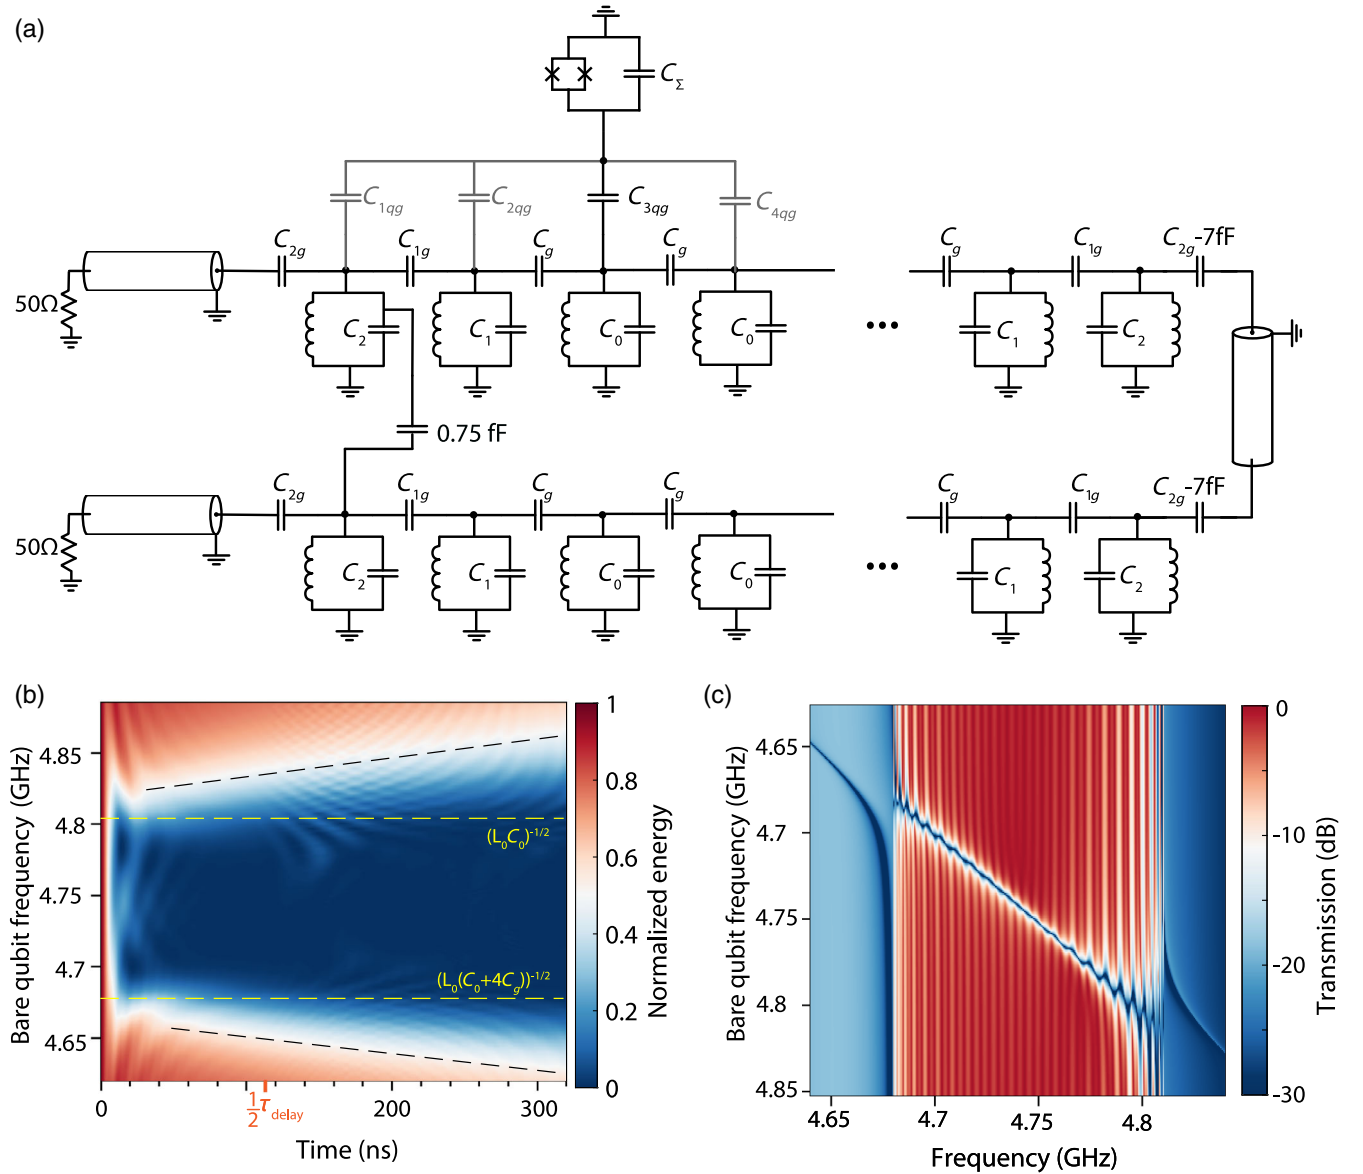 (a)
C_Σ
C_1qg
C_2qg
C_3qg
C_4qg
C_2g C_1g C_g C_g C_g C_1g C_2g-7fF
50Ω
C_2 C_1 C_0 C_0 C_1 C_2
•••
0.75 fF
C_2g C_1g C_g C_g C_g C_1g C_2g-7fF
50Ω
C_2 C_1 C_0 C_0 C_1 C_2
•••
(b)
Bare qubit frequency (GHz)
4.85
4.8
4.75
4.7
4.65
(L_0C_0)^-1/2
(L_0(C_0+4C_g))^-1/2
0 200 300
1/2 τ_delay
Time (ns)
1
0.8
0.6
0.4
0.2
0
Normalized energy
(c)
Bare qubit frequency (GHz)
4.65
4.7
4.75
4.8
4.85
4.65 4.7 4.75 4.8
Frequency (GHz)
0
-10
-20
-30
Transmission (dB)